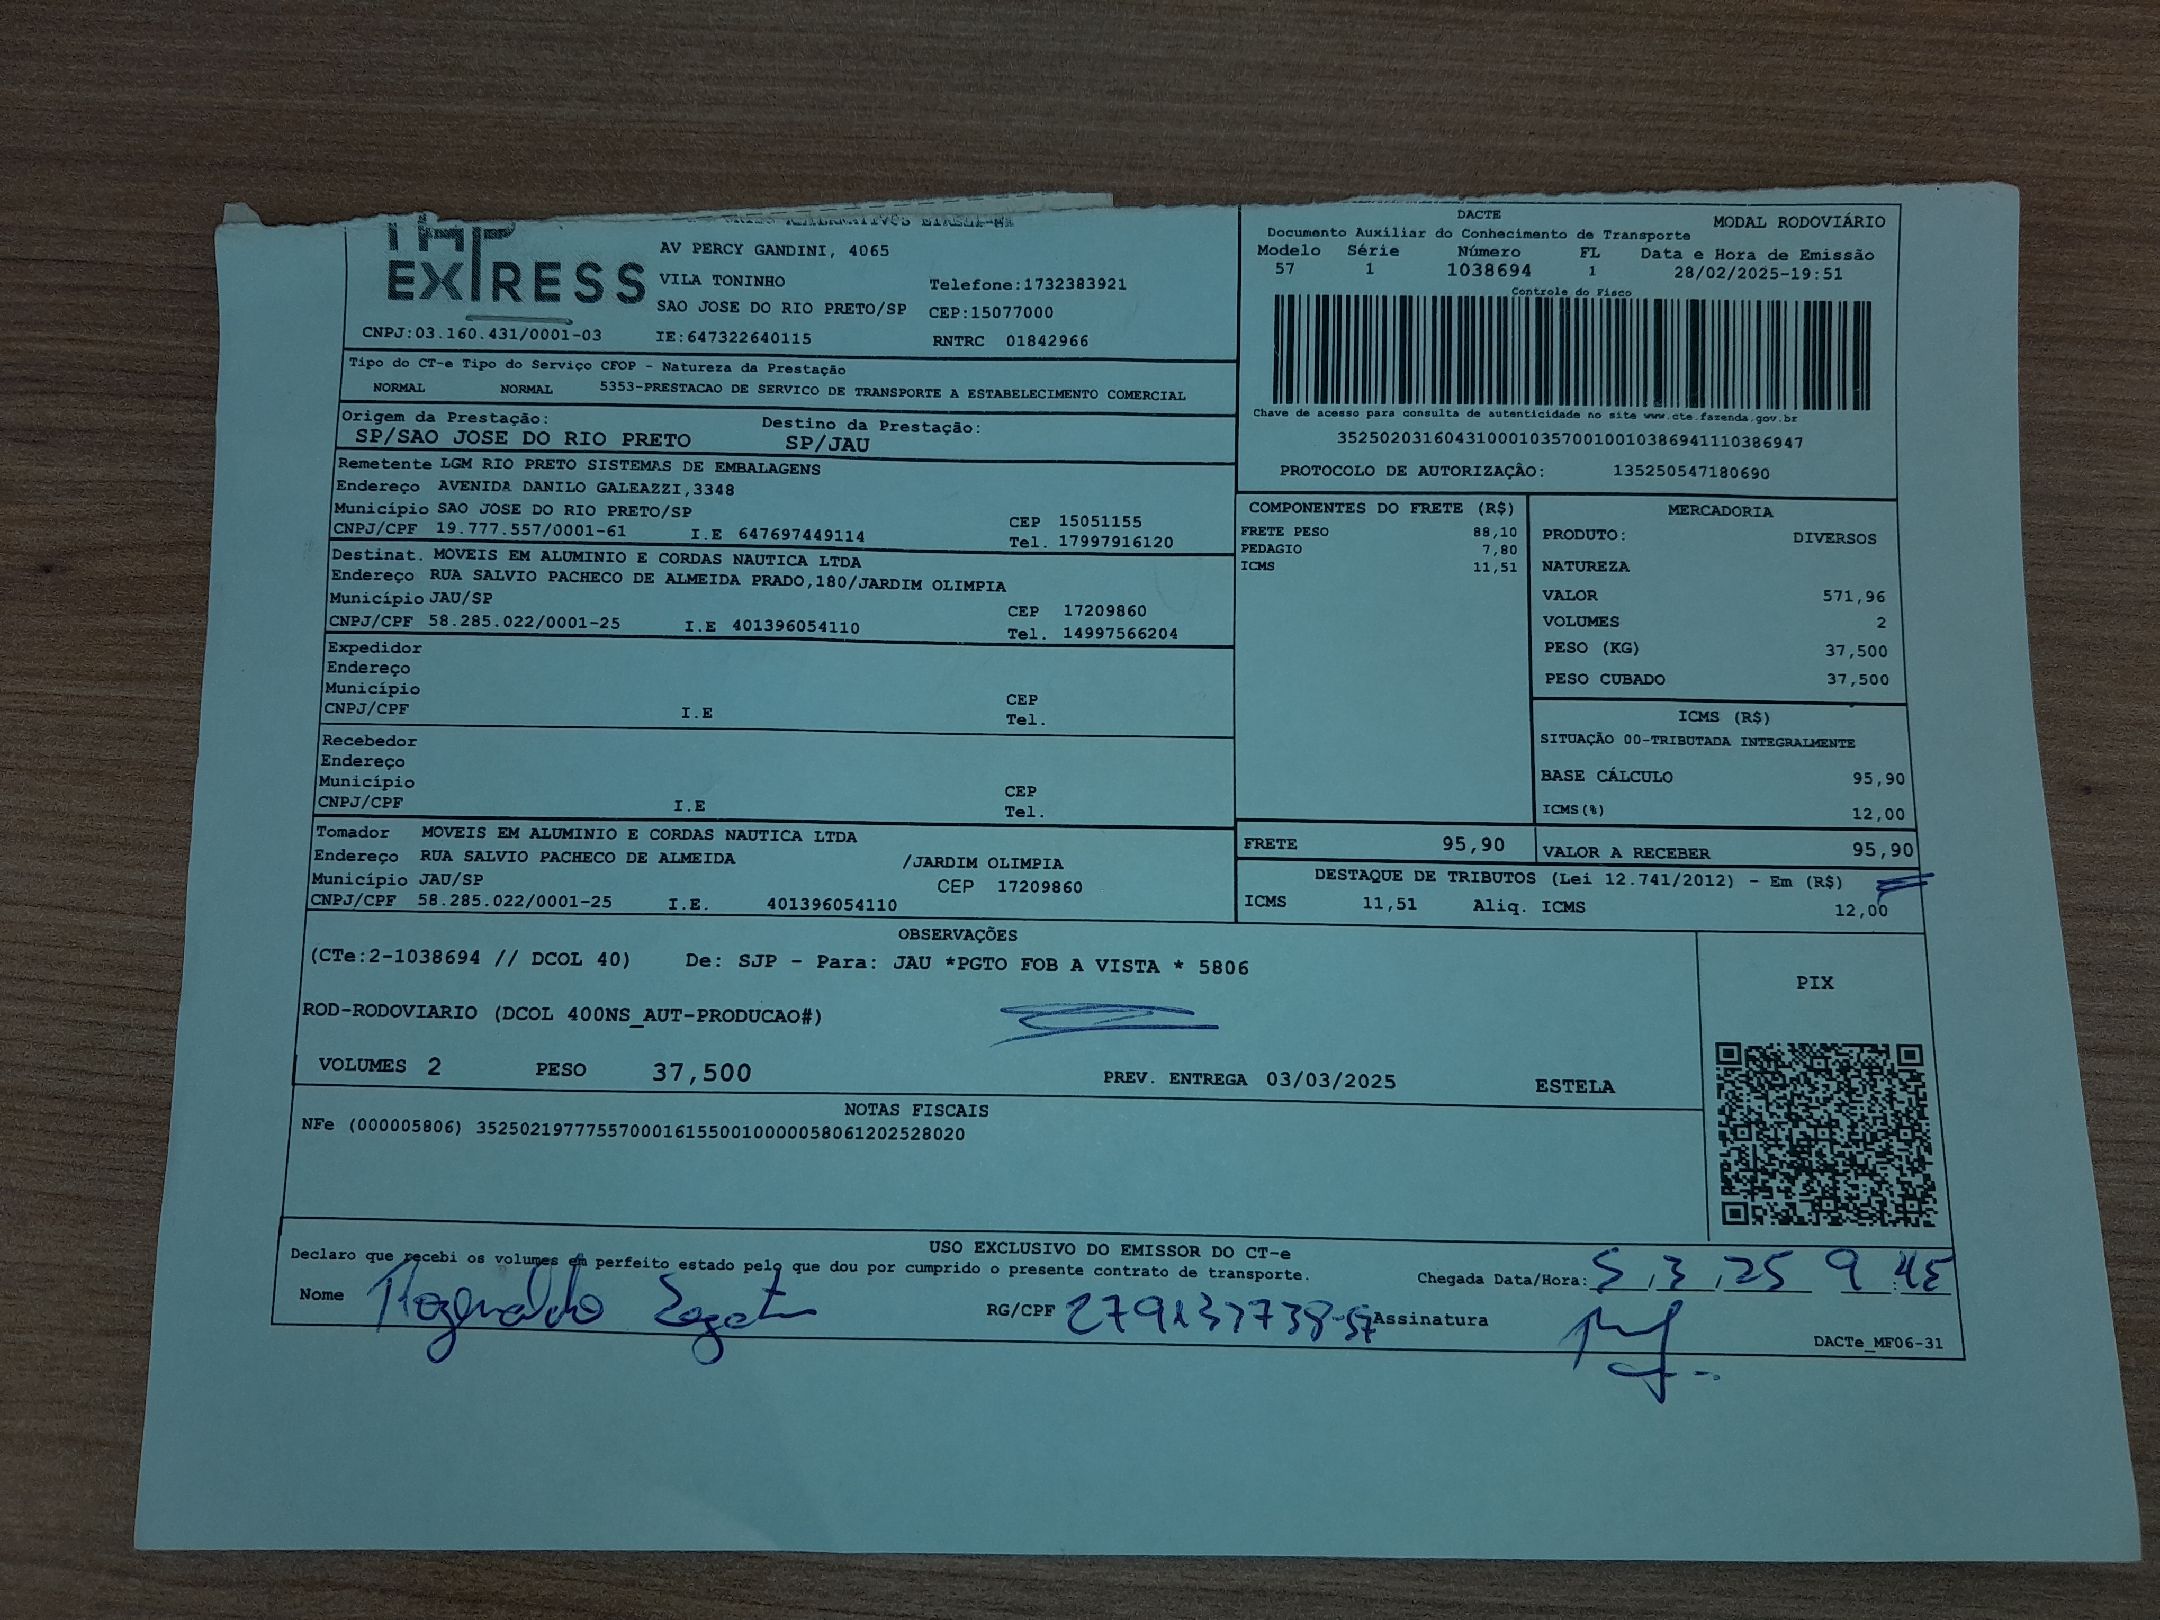 EXPRESS
AV PERCY GANDINI, 4065
VILA TONINHO
Telefone:1732383921
SAO JOSE DO RIO PRETO/SP
CEP:15077000
CNPJ:03.160.431/0001-03
IE:647322640115
RNTRC 01842966
DACTE
MODAL RODOVIÁRIO
Documento Auxiliar do Conhecimento de Transporte
Modelo Série Número FL Data e Hora de Emissão
57 1 1038694 1 28/02/2025-19:51
Controle do Fisco
Chave de acesso para consulta de autenticidade no site www.cte.fazenda.gov.br
35250203160431000103570010010386941110386947
PROTOCOLO DE AUTORIZAÇÃO: 135250547180690
Tipo do CT-e Tipo do Serviço CFOP - Natureza da Prestação
NORMAL NORMAL 5353-PRESTACAO DE SERVICO DE TRANSPORTE A ESTABELECIMENTO COMERCIAL
Origem da Prestação: Destino da Prestação:
SP/SAO JOSE DO RIO PRETO SP/JAU
Remetente LGM RIO PRETO SISTEMAS DE EMBALAGENS
Endereço AVENIDA DANILO GALEAZZI,3348
Município SAO JOSE DO RIO PRETO/SP CEP 15051155
CNPJ/CPF 19.777.557/0001-61 I.E 647697449114 Tel. 17997916120
Destinat. MOVEIS EM ALUMINIO E CORDAS NAUTICA LTDA
Endereço RUA SALVIO PACHECO DE ALMEIDA PRADO,180/JARDIM OLIMPIA
Município JAU/SP CEP 17209860
CNPJ/CPF 58.285.022/0001-25 I.E 401396054110 Tel. 14997566204
Expedidor
Endereço
Município CEP
CNPJ/CPF I.E Tel.
Recebedor
Endereço
Município CEP
CNPJ/CPF I.E Tel.
Tomador MOVEIS EM ALUMINIO E CORDAS NAUTICA LTDA
Endereço RUA SALVIO PACHECO DE ALMEIDA /JARDIM OLIMPIA
Município JAU/SP CEP 17209860
CNPJ/CPF 58.285.022/0001-25 I.E. 401396054110
COMPONENTES DO FRETE (R$)
FRETE PESO 88,10
PEDAGIO 7,80
ICMS 11,51
MERCADORIA
PRODUTO: DIVERSOS
NATUREZA
VALOR 571,96
VOLUMES 2
PESO (KG) 37,500
PESO CUBADO 37,500
ICMS (R$)
SITUAÇÃO 00-TRIBUTADA INTEGRALMENTE
BASE CÁLCULO 95,90
ICMS(%) 12,00
FRETE 95,90 VALOR A RECEBER 95,90
DESTAQUE DE TRIBUTOS (Lei 12.741/2012) - Em (R$)
ICMS 11,51 Aliq. ICMS 12,00
OBSERVAÇÕES
(CTe:2-1038694 // DCOL 40) De: SJP - Para: JAU *PGTO FOB A VISTA * 5806
ROD-RODOVIARIO (DCOL 400NS_AUT-PRODUCAO#)
VOLUMES 2 PESO 37,500 PREV. ENTREGA 03/03/2025 ESTELA
PIX
NOTAS FISCAIS
NFe (000005806) 35250219777557000161550010000058061202528020
USO EXCLUSIVO DO EMISSOR DO CT-e
Declaro que recebi os volumes em perfeito estado pelo que dou por cumprido o presente contrato de transporte.
Chegada Data/Hora: 5/3/25 9:45
Nome RG/CPF Assinatura
DACTe_MF06-31